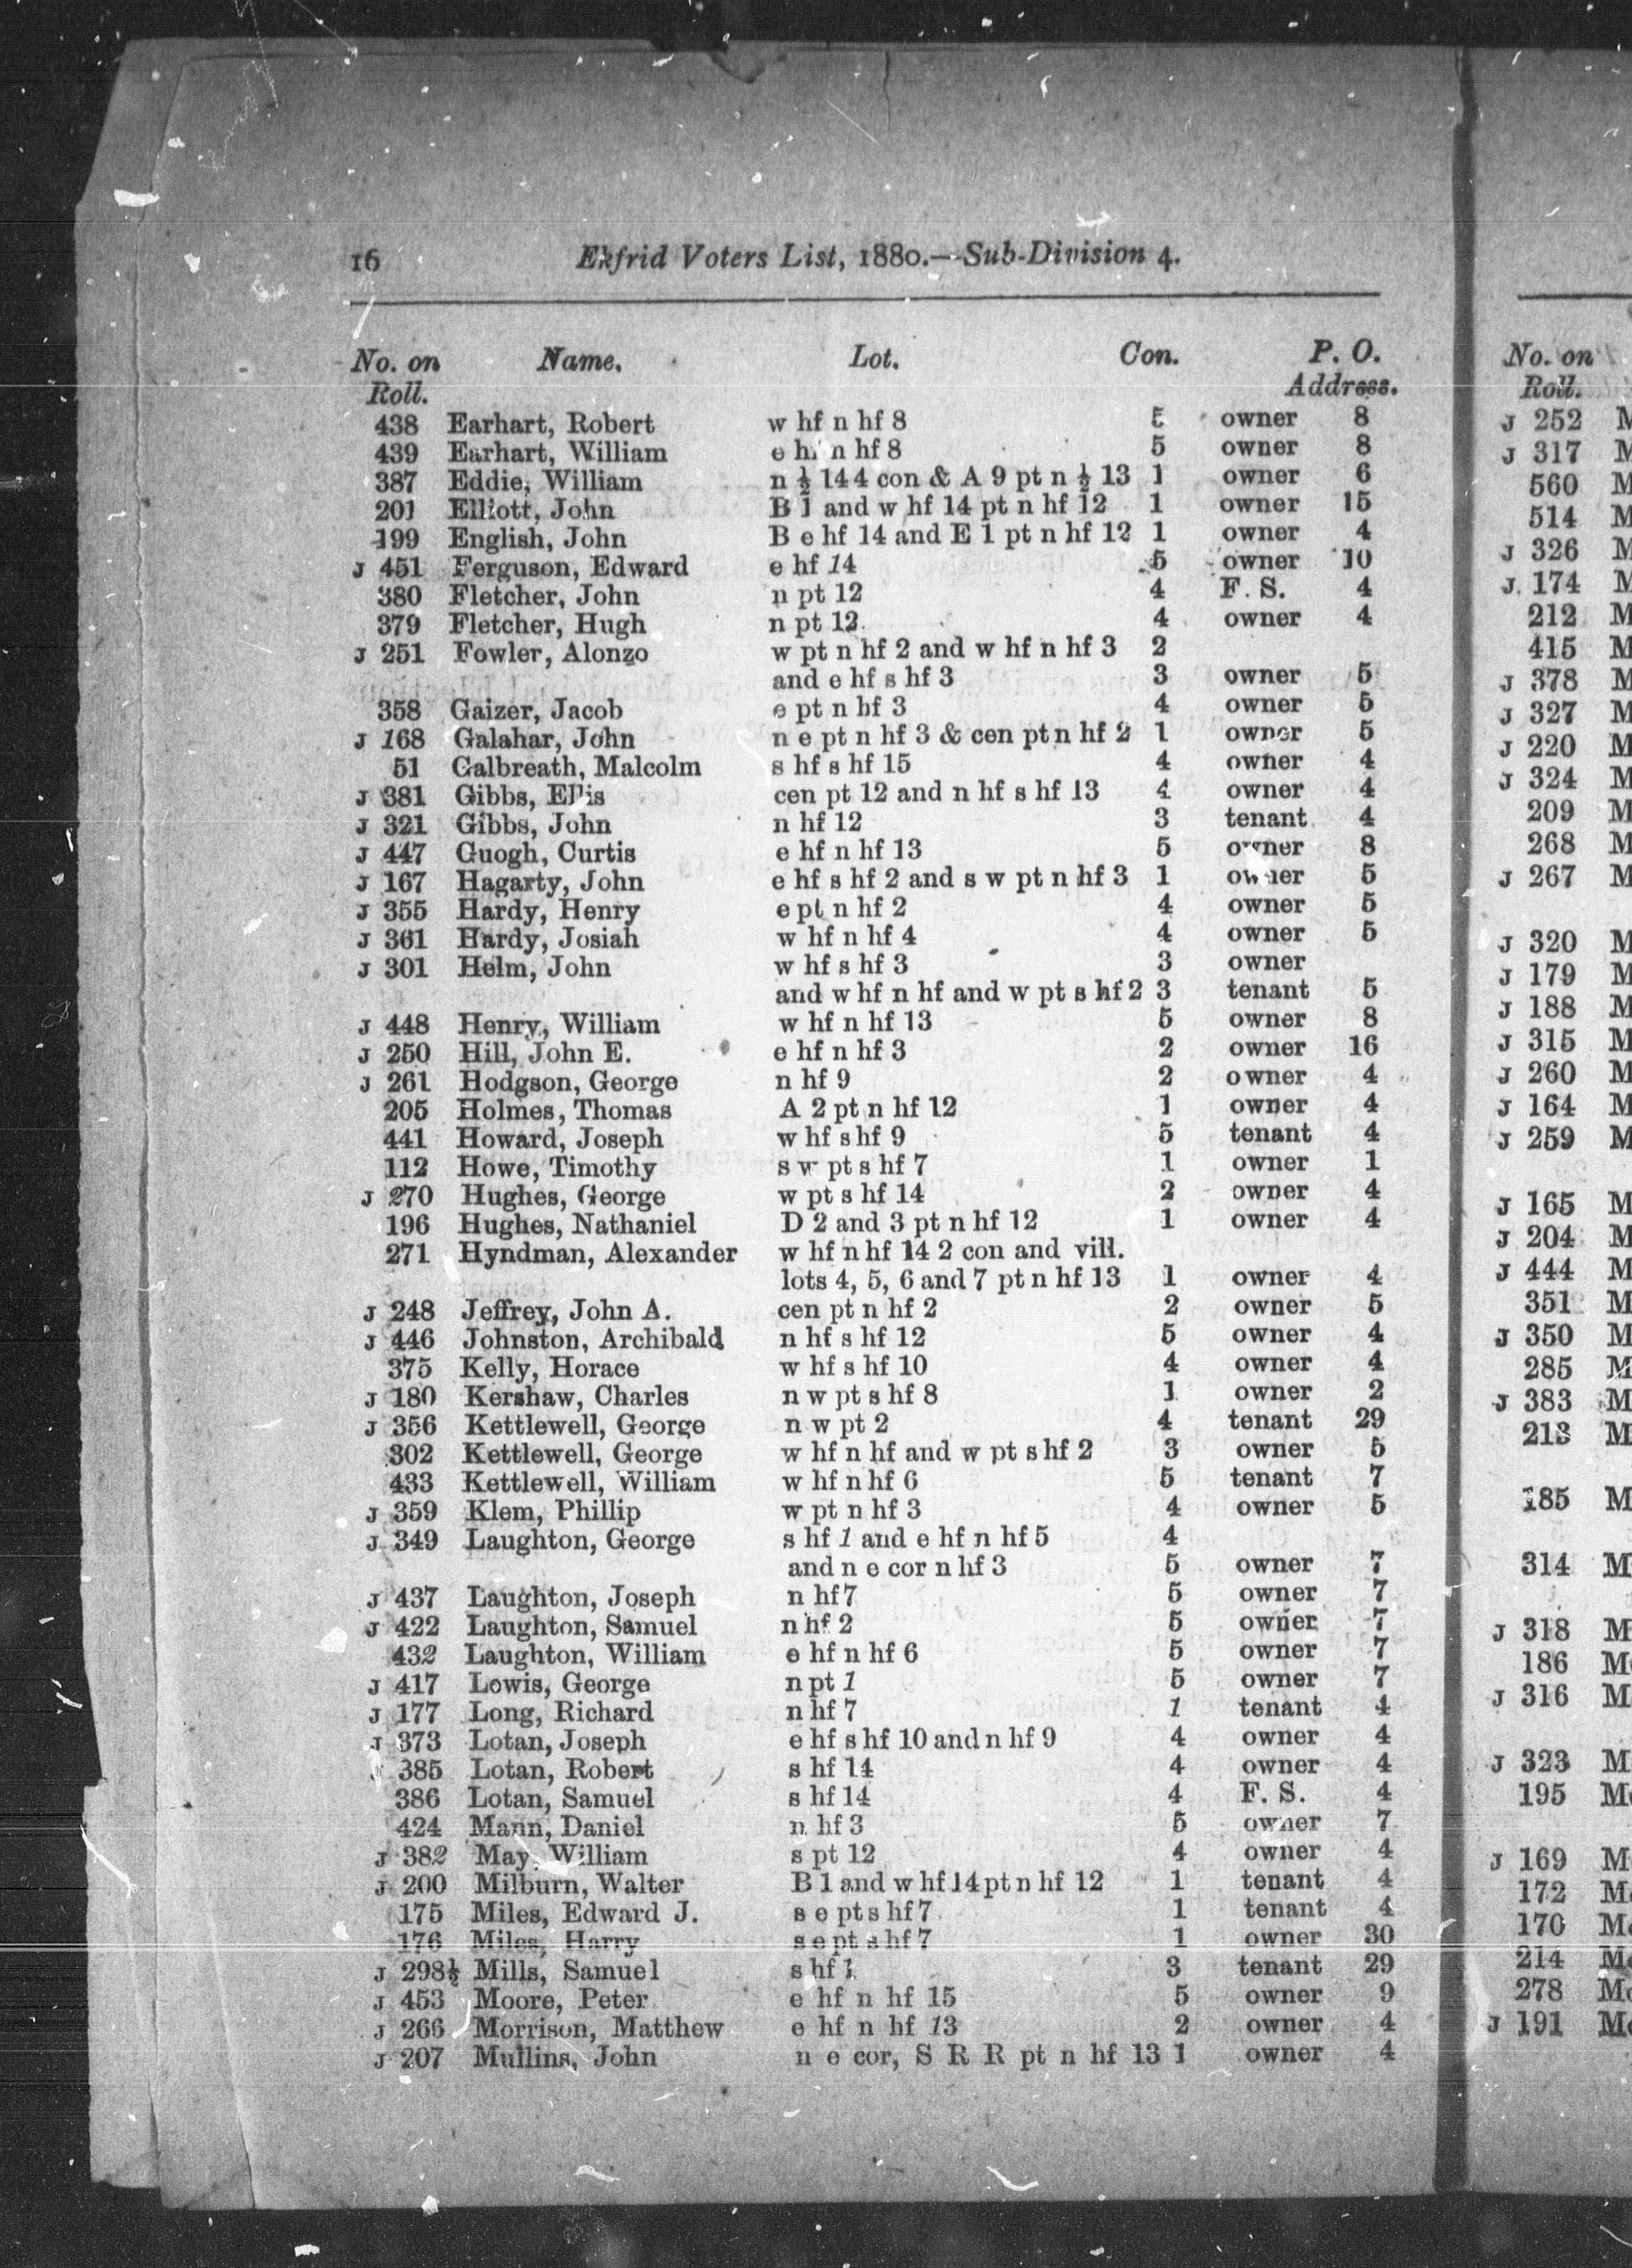 16 Ekfrid Voters List, 1880.—Sub-Division 4.
No. on Name. Lot. Con. P. O.
Roll. Address.
438 Earhart, Robert w hf n hf 8 5 owner 8
439 Earhart, William e hf n hf 8 5 owner 8
387 Eddie, William n ½ 14 4 con & A 9 pt n ½ 13 1 owner 6
201 Elliott, John B 1 and w hf 14 pt n hf 12 1 owner 15
199 English, John B e hf 14 and E 1 pt n hf 12 1 owner 4
J 451 Ferguson, Edward e hf 14 5 owner 10
380 Fletcher, John n pt 12 4 F. S. 4
379 Fletcher, Hugh n pt 12 4 owner 4
J 251 Fowler, Alonzo w pt n hf 2 and w hf n hf 3 2
and e hf s hf 3 3 owner 5
358 Gaizer, Jacob e pt n hf 3 4 owner 5
J 168 Galahar, John n e pt n hf 3 & cen pt n hf 2 1 owner 5
51 Galbreath, Malcolm s hf s hf 15 4 owner 4
J 381 Gibbs, Ellis cen pt 12 and n hf s hf 13 4 owner 4
J 321 Gibbs, John n hf 12 3 tenant 4
J 447 Guogh, Curtis e hf n hf 13 5 owner 8
J 167 Hagarty, John e hf s hf 2 and s w pt n hf 3 1 owner 5
J 355 Hardy, Henry e pt n hf 2 4 owner 5
J 361 Hardy, Josiah w hf n hf 4 4 owner 5
J 301 Helm, John w hf s hf 3 3 owner
and w hf n hf and w pt s hf 2 3 tenant 5
J 448 Henry, William w hf n hf 13 5 owner 8
J 250 Hill, John E. e hf n hf 3 2 owner 16
J 261 Hodgson, George n hf 9 2 owner 4
205 Holmes, Thomas A 2 pt n hf 12 1 owner 4
441 Howard, Joseph w hf s hf 9 5 tenant 4
112 Howe, Timothy s w pt s hf 7 1 owner 1
J 270 Hughes, George w pt s hf 14 2 owner 4
196 Hughes, Nathaniel D 2 and 3 pt n hf 12 1 owner 4
271 Hyndman, Alexander w hf n hf 14 2 con and vill.
lots 4, 5, 6 and 7 pt n hf 13 1 owner 4
J 248 Jeffrey, John A. cen pt n hf 2 2 owner 5
J 446 Johnston, Archibald n hf s hf 12 5 owner 4
375 Kelly, Horace w hf s hf 10 4 owner 4
J 180 Kershaw, Charles n w pt s hf 8 1 owner 2
J 356 Kettlewell, George n w pt 2 4 tenant 29
302 Kettlewell, George w hf n hf and w pt s hf 2 3 owner 5
433 Kettlewell, William w hf n hf 6 5 tenant 7
J 359 Klem, Phillip w pt n hf 3 4 owner 5
J 349 Laughton, George s hf 1 and e hf n hf 5 4
and n e cor n hf 3 5 owner 7
J 437 Laughton, Joseph n hf 7 5 owner 7
J 422 Laughton, Samuel n hf 2 5 owner 7
432 Laughton, William e hf n hf 6 5 owner 7
J 417 Lowis, George n pt 1 5 owner 7
J 177 Long, Richard n hf 7 1 tenant 4
J 373 Lotan, Joseph e hf s hf 10 and n hf 9 4 owner 4
385 Lotan, Robert s hf 14 4 owner 4
386 Lotan, Samuel s hf 14 4 F. S. 4
424 Mann, Daniel n hf 3 5 owner 7
J 382 May, William s pt 12 4 owner 4
J 200 Milburn, Walter B 1 and w hf 14 pt n hf 12 1 tenant 4
175 Miles, Edward J. s e pt s hf 7 1 tenant 4
176 Miles, Harry s e pt s hf 7 1 owner 30
J 298½ Mills, Samuel s hf 1 3 tenant 29
J 453 Moore, Peter e hf n hf 15 5 owner 9
J 266 Morrison, Matthew e hf n hf 13 2 owner 4
J 207 Mullins, John n e cor, S R R pt n hf 13 1 owner 4
No. on
Roll.
J 252 M
J 317 M
560 M
514 M
J 326 M
J 174 M
212 M
415 M
J 378 M
J 327 M
J 220 M
J 324 M
209 M
268 M
J 267 M
J 320 M
J 179 M
J 188 M
J 315 M
J 260 M
J 164 M
J 259 M
J 165 M
J 204 M
J 444 M
351 M
J 350 M
285 M
J 383 M
213 M
185 M
314 M
J 318 M
186 M
J 316 M
J 323 M
195 Mc
J 169 M
172 Mc
170 Mc
214 Mc
278 Mc
J 191 Mc